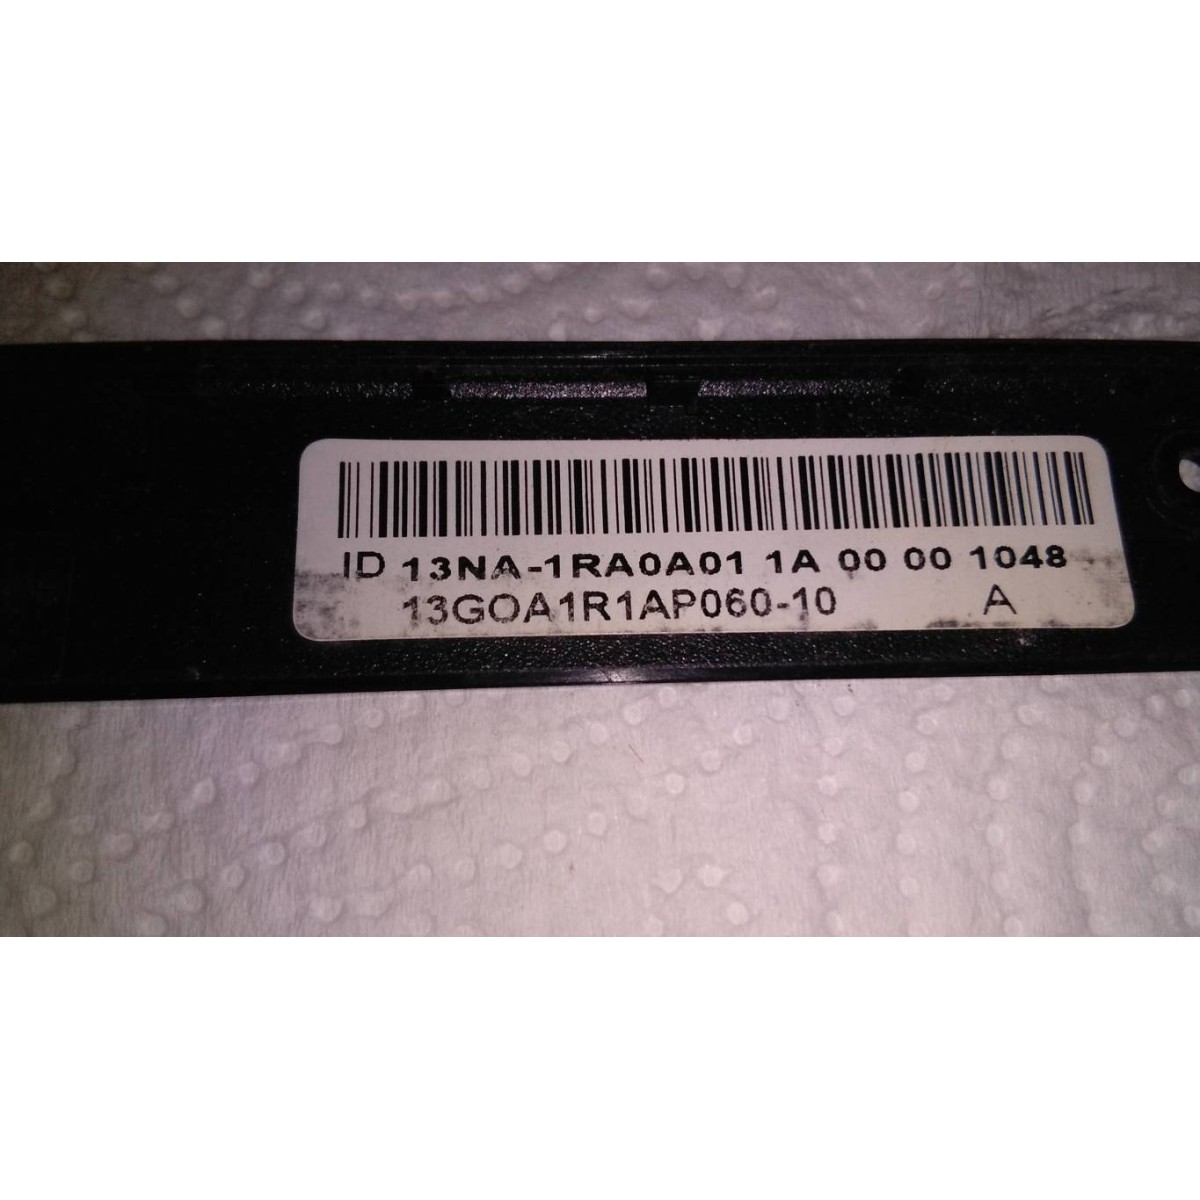 ID 13NA-1RA0A01 1A 00 00 1048
13GOA1R1AP060-10 A